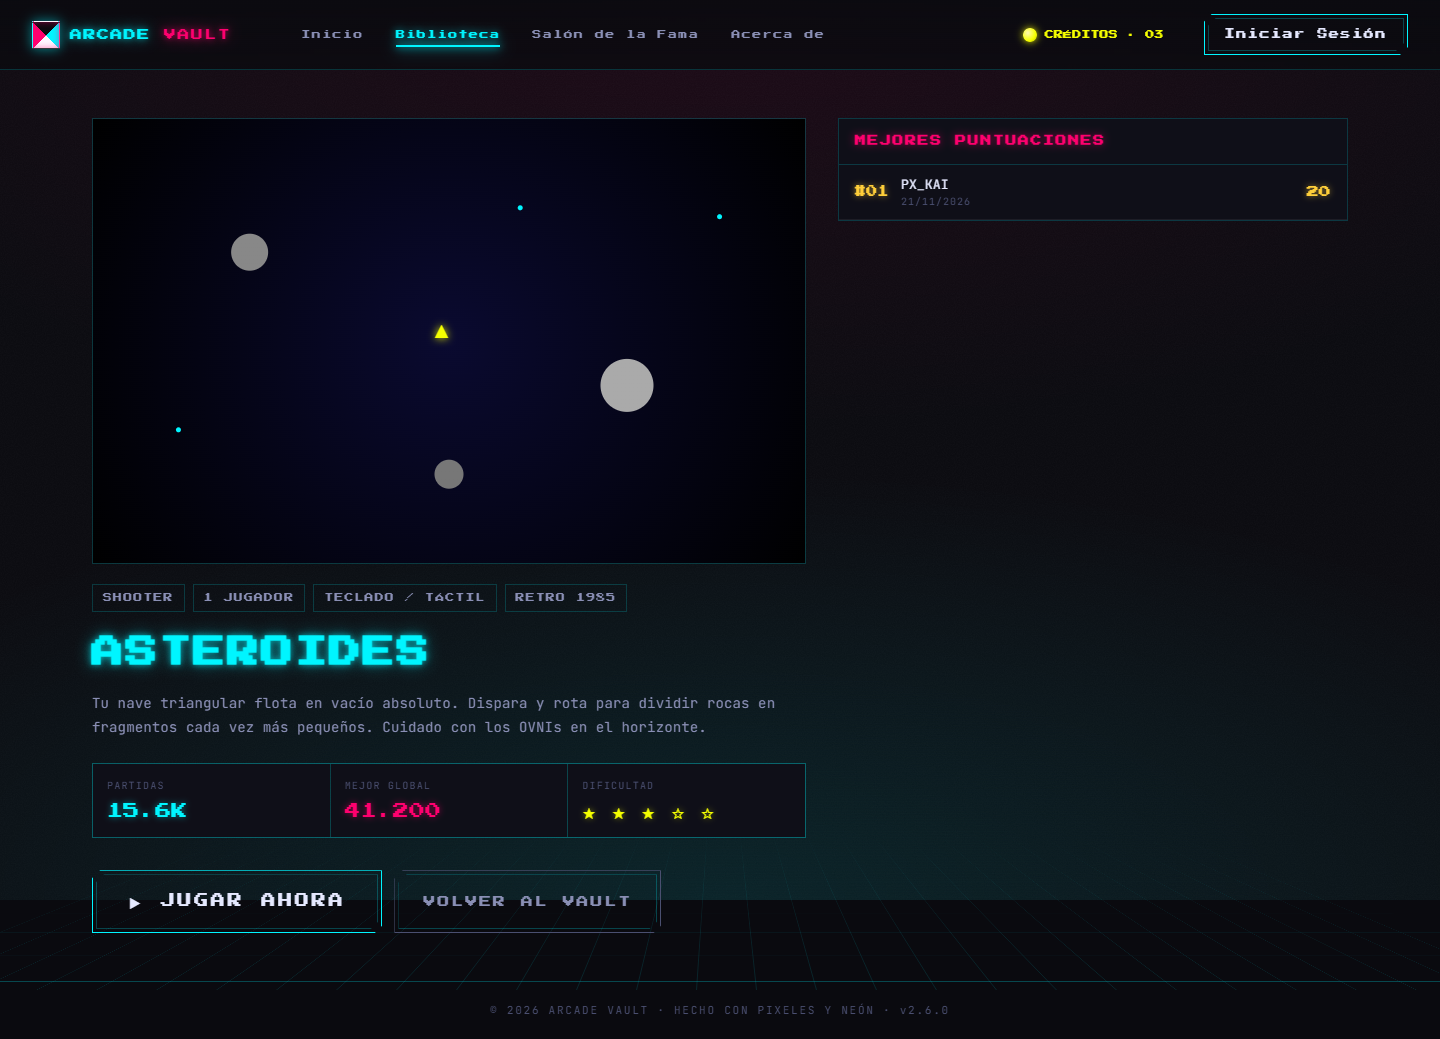 ARCADE VAULT
Inicio
Biblioteca
Salón de la Fama
Acerca de
CRéDITOS · 03
Iniciar Sesión
MEJORES PUNTUACIONES
#01
PX_KAI
21/11/2026
20
SHOOTER
1 JUGADOR
TECLADO / TáCTIL
RETRO 1985
ASTEROIDES
Tu nave triangular flota en vacío absoluto. Dispara y rota para dividir rocas en
fragmentos cada vez más pequeños. Cuidado con los OVNIs en el horizonte.
PARTIDAS
15.6K
MEJOR GLOBAL
41.200
DIFICULTAD
★ ★ ★ ☆ ☆
▶ JUGAR AHORA
VOLVER AL VAULT
© 2026 ARCADE VAULT · HECHO CON PIXELES Y NEÓN · v2.6.0